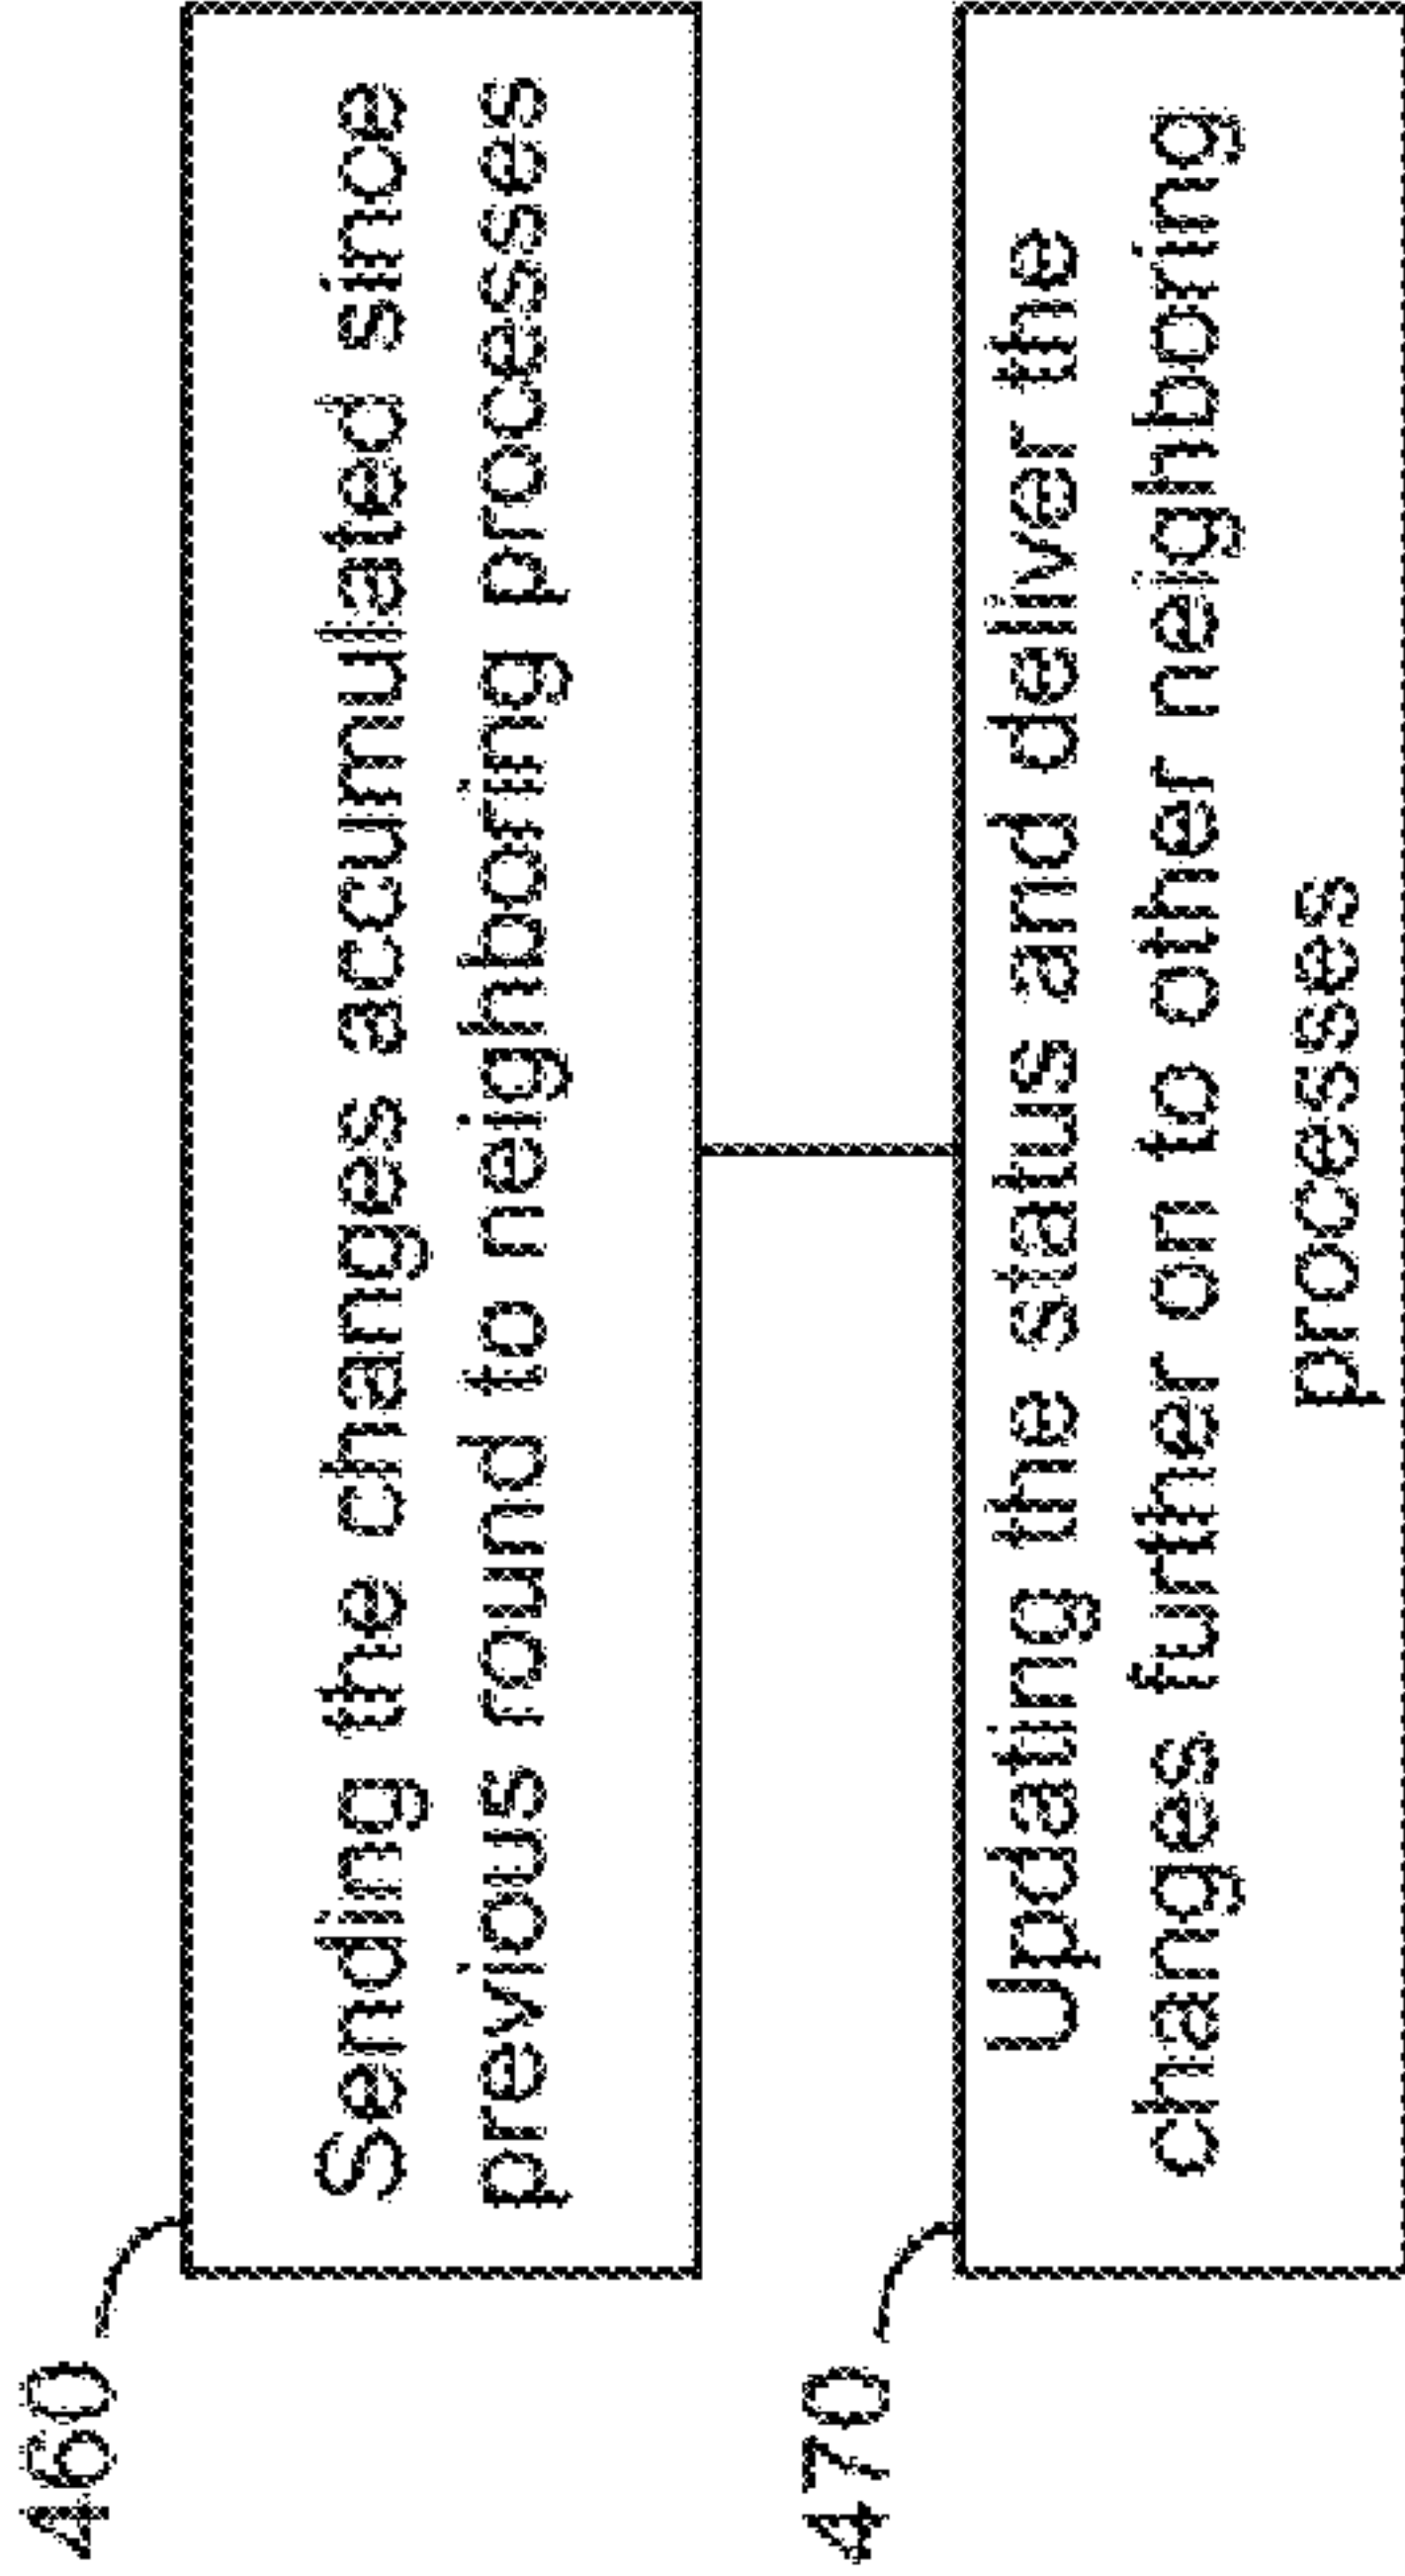 460
Sending the changes accumulated since
previous round to neighboring processes
470
Updating the status and deliver the
changes further on to other neighboring
processes